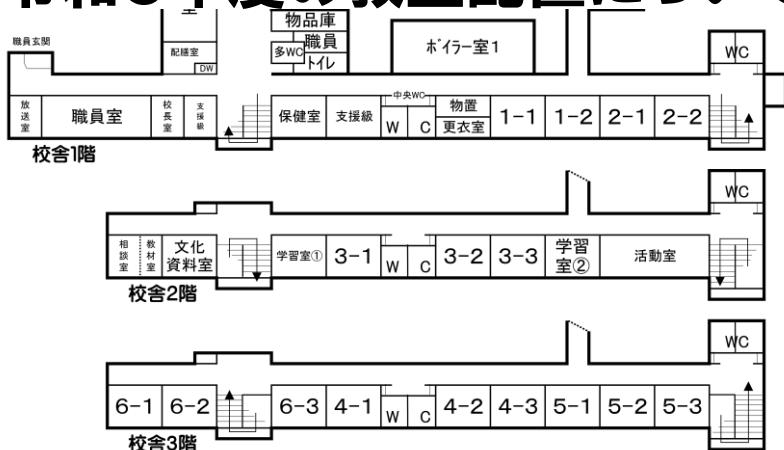 室
物品庫
職員
トイレ
多WC
配膳室
DW
職員玄関
ボイラー室1
WC
中央WC
放送室
職員室
校長室
支援級
保健室
支援級
W C
物置
更衣室
1-1
1-2
2-1
2-2
校舎1階
WC
相談室
教材室
文化
資料室
学習室①
3-1
W C
3-2
3-3
学習
室②
活動室
校舎2階
WC
6-1
6-2
6-3
4-1
W C
4-2
4-3
5-1
5-2
5-3
校舎3階